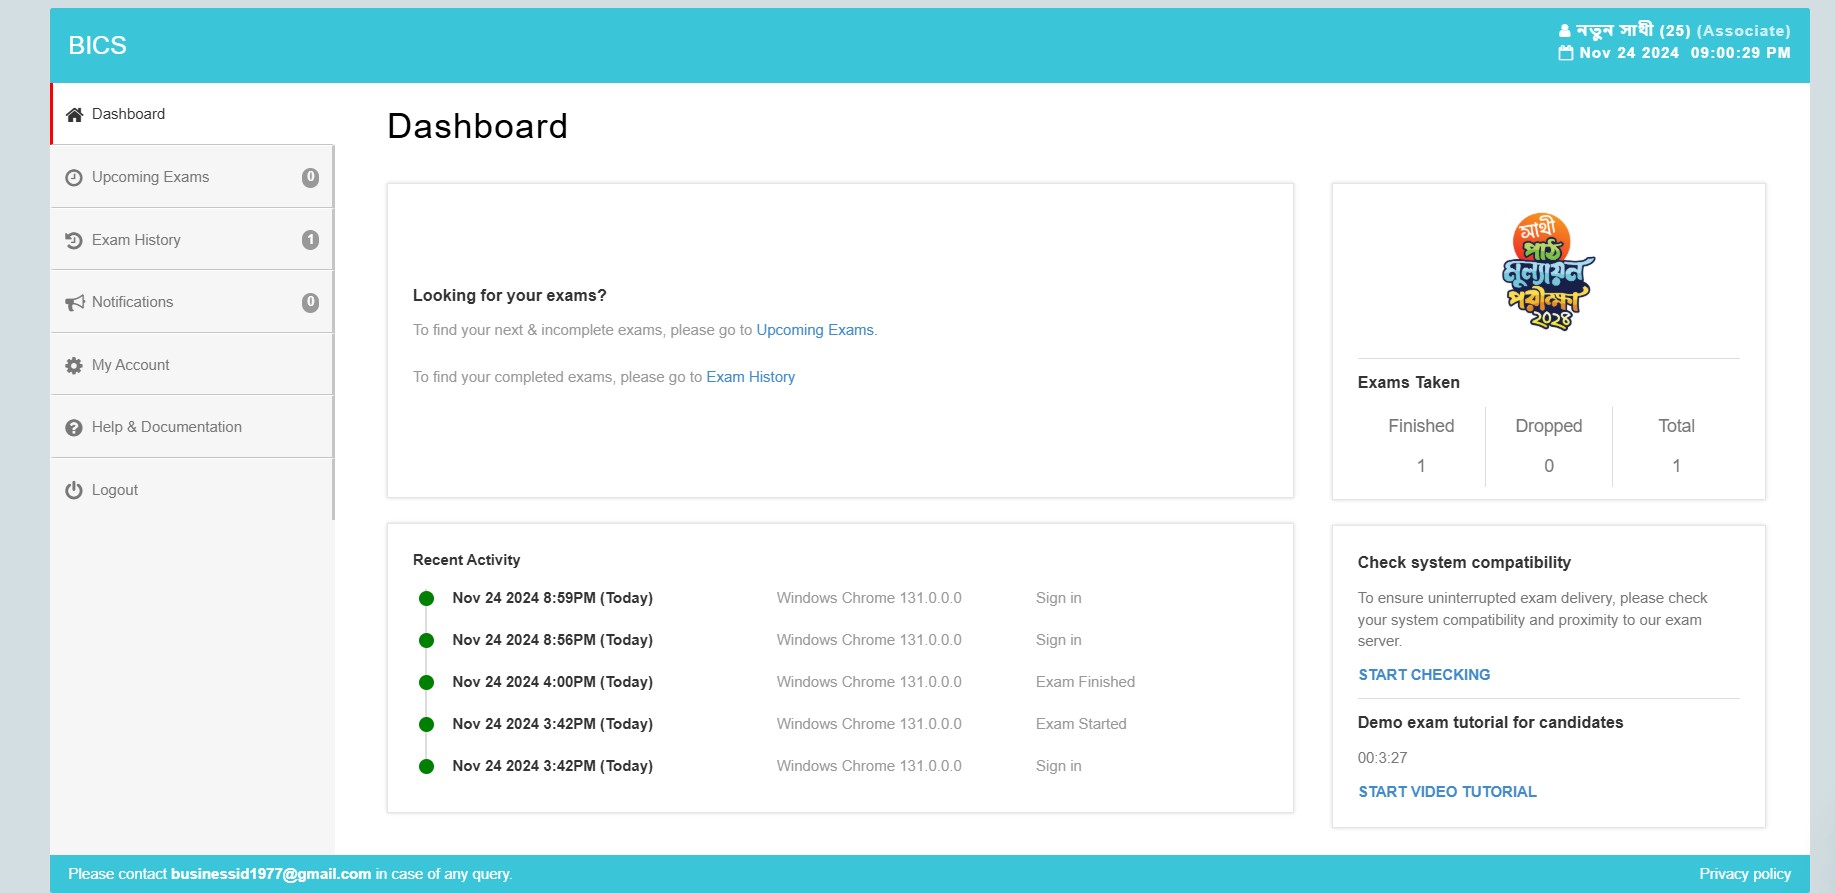 BICS
নতুন সাথী (25) (Associate)
Nov 24 2024 09:00:29 PM
Dashboard
Upcoming Exams 0
Exam History 1
Notifications 0
My Account
Help & Documentation
Logout
Dashboard
Looking for your exams?
To find your next & incomplete exams, please go to Upcoming Exams.
To find your completed exams, please go to Exam History
সাথী
পাঠ
মূল্যায়ন
পরীক্ষা
২০২৪
Exams Taken
Finished Dropped Total
1 0 1
Recent Activity
Nov 24 2024 8:59PM (Today) Windows Chrome 131.0.0.0 Sign in
Nov 24 2024 8:56PM (Today) Windows Chrome 131.0.0.0 Sign in
Nov 24 2024 4:00PM (Today) Windows Chrome 131.0.0.0 Exam Finished
Nov 24 2024 3:42PM (Today) Windows Chrome 131.0.0.0 Exam Started
Nov 24 2024 3:42PM (Today) Windows Chrome 131.0.0.0 Sign in
Check system compatibility
To ensure uninterrupted exam delivery, please check
your system compatibility and proximity to our exam
server.
START CHECKING
Demo exam tutorial for candidates
00:3:27
START VIDEO TUTORIAL
Please contact businessid1977@gmail.com in case of any query.
Privacy policy